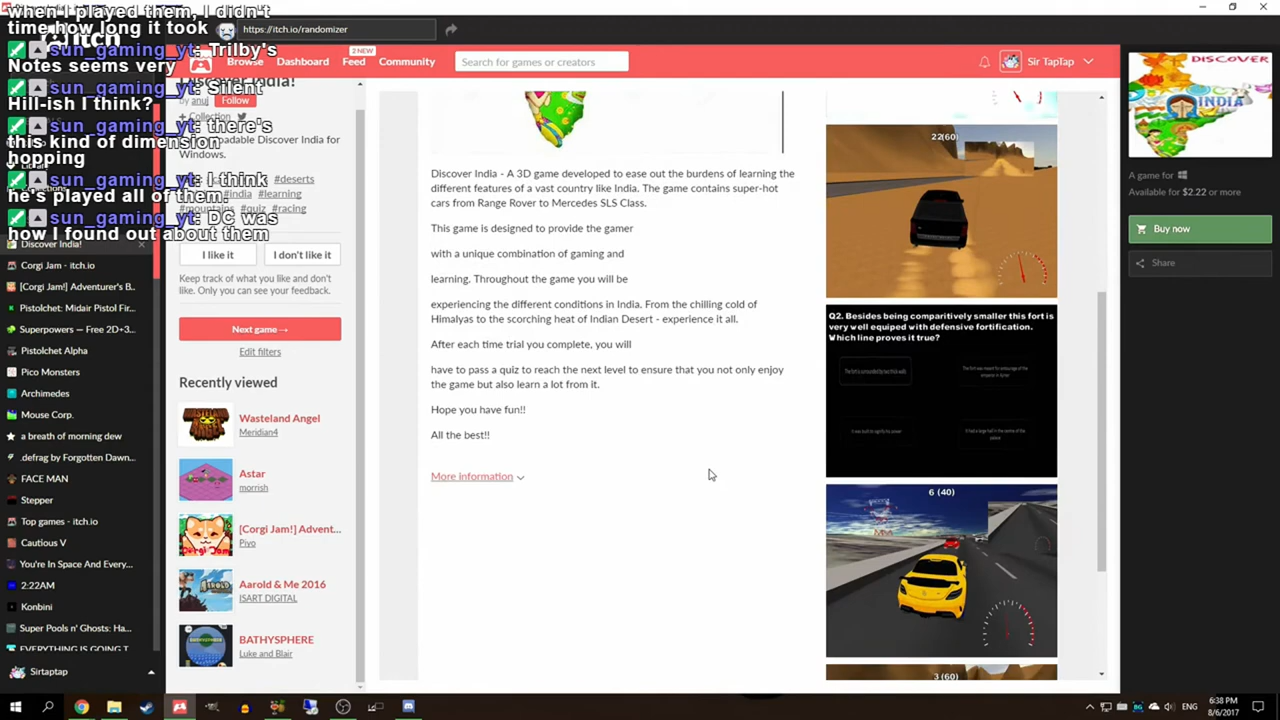 when I played them, I didn't
time how long it took
sun_gaming_yt: Trilby's
Notes seems very
sun_gaming_yt: Silent
Hill-ish I think?
sun_gaming_yt: there's
this kind of dimension
hopping
sun_gaming_yt: I think
he's played all of them.
sun_gaming_yt: DC was
how I found out about them
https://itch.io/randomizer
Browse
Dashboard
2 NEW
Feed
Community
Search for games or creators
Sir TapTap
Discover India!
by anuj
Follow
Collection
Discover India for
Windows.
#deserts
#india
#learning
#mountains
#quiz
#racing
I like it
I don't like it
Keep track of what you like and don't
like. Only you can see your feedback.
Next game →
Edit filters
Recently viewed
Wasteland Angel
Meridian4
Astar
morrish
[Corgi Jam!] Advent...
Pivo
Aarold & Me 2016
ISART DIGITAL
BATHYSPHERE
Luke and Blair
Discover India!
Corgi Jam - itch.io
[Corgi Jam!] Adventurer's B...
Pistolchet: Midair Pistol Fir...
Superpowers — Free 2D+3...
Pistolchet Alpha
Pico Monsters
Archimedes
Mouse Corp.
a breath of morning dew
.defrag by Forgotten Dawn...
FACE MAN
Stepper
Top games - itch.io
Cautious V
You're In Space And Every...
2:22AM
Konbini
Super Pools n' Ghosts: Ha...
EVERYTHING IS GOING T
Sirtaptap
Discover India - A 3D game developed to ease out the burdens of learning the
different features of a vast country like India. The game contains super-hot
cars from Range Rover to Mercedes SLS Class.
This game is designed to provide the gamer
with a unique combination of gaming and
learning. Throughout the game you will be
experiencing the different conditions in India. From the chilling cold of
Himalyas to the scorching heat of Indian Desert - experience it all.
After each time trial you complete, you will
have to pass a quiz to reach the next level to ensure that you not only enjoy
the game but also learn a lot from it.
Hope you have fun!!
All the best!!
More information
22(60)
Q2. Besides being comparitively smaller this fort is
very well equiped with defensive fortification.
Which line proves it true?
6 (40)
3 (60)
DISCOVER
INDIA
A game for
Available for $2.22 or more
Buy now
Share
ENG
6:38 PM
8/6/2017